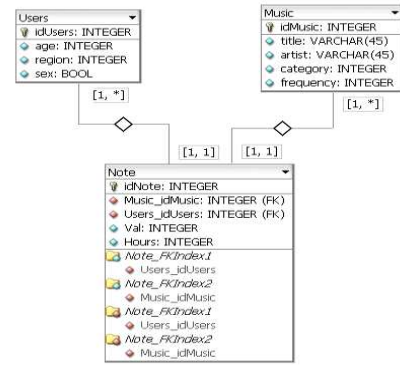 Users
idUsers: INTEGER
age: INTEGER
region: INTEGER
sex: BOOL
Music
idMusic: INTEGER
title: VARCHAR(45)
artist: VARCHAR(45)
category: INTEGER
frequency: INTEGER
[1, *]
[1, *]
[1, 1]
[1, 1]
Note
idNote: INTEGER
Music_idMusic: INTEGER (FK)
Users_idUsers: INTEGER (FK)
Val: INTEGER
Hours: INTEGER
Note_FKIndex1
Users_idUsers
Note_FKIndex2
Music_idMusic
Note_FKIndex1
Users_idUsers
Note_FKIndex2
Music_idMusic